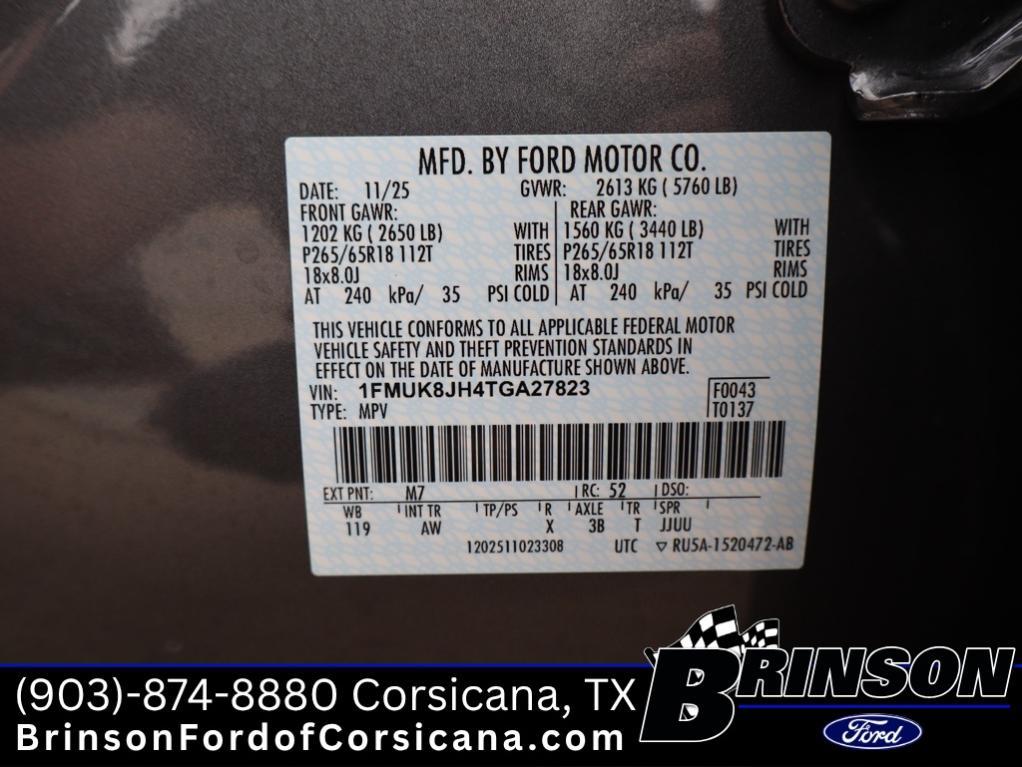 MFD. BY FORD MOTOR CO.
DATE: 11/25 GVWR: 2613 KG ( 5760 LB)
FRONT GAWR: REAR GAWR:
1202 KG ( 2650 LB) WITH 1560 KG ( 3440 LB) WITH
P265/65R18 112T TIRES P265/65R18 112T TIRES
18x8.0J RIMS 18x8.0J RIMS
AT 240 kPa/ 35 PSI COLD AT 240 kPa/ 35 PSI COLD
THIS VEHICLE CONFORMS TO ALL APPLICABLE FEDERAL MOTOR
VEHICLE SAFETY AND THEFT PREVENTION STANDARDS IN
EFFECT ON THE DATE OF MANUFACTURE SHOWN ABOVE.
VIN: 1FMUK8JH4TGA27823 F0043
TYPE: MPV T0137
EXT PNT: M7 RC: 52 DSO:
WB INT TR TP/PS R AXLE TR SPR
119 AW X 3B T JJUU
1202511023308 UTC ▽ RU5A-1520472-AB
(903)-874-8880 Corsicana, TX
BrinsonFordofCorsicana.com
BRINSON
Ford